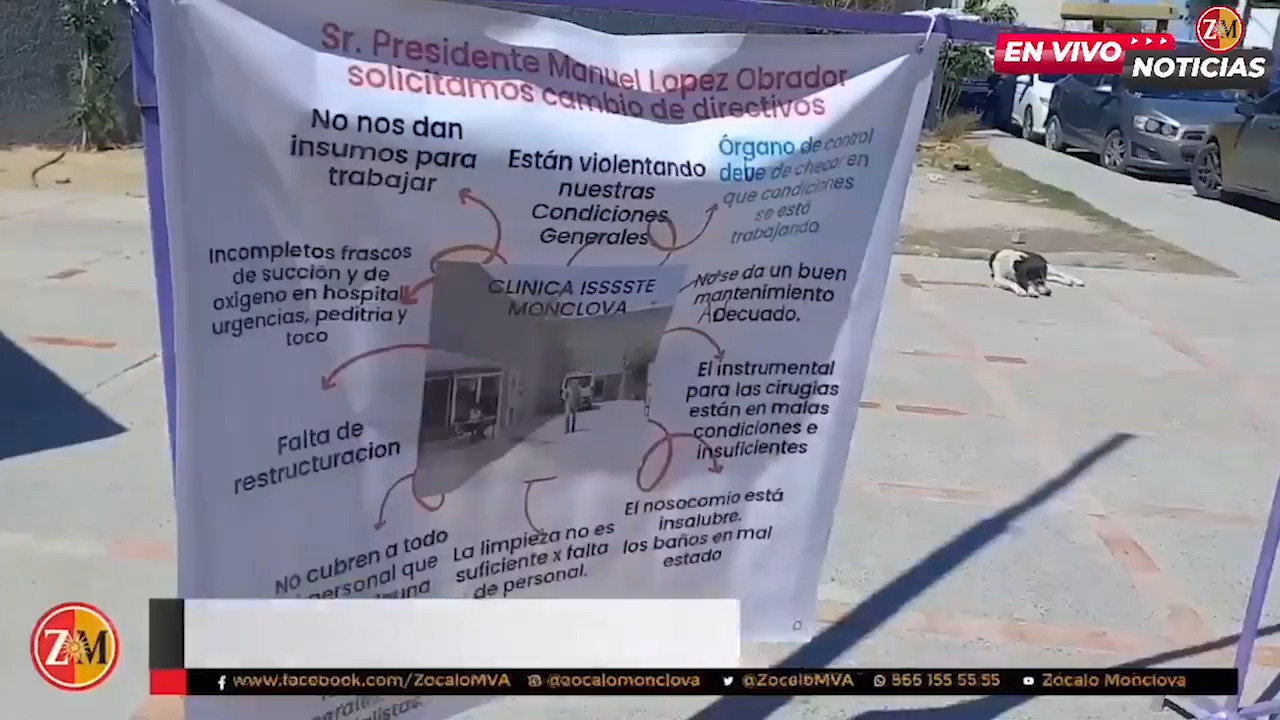 Sr. Presidente Manuel Lopez Obrador
solicitamos cambio de directivos
No nos dan
insumos para
trabajar
Están violentando
nuestras
Condiciones
Generales
Órgano de control
debe de checar en
que condiciones
se está
trabajando
Incompletos frascos
de succión y de
oxigeno en hospital,
urgencias, peditria y
toco
CLINICA ISSSSTE
MONCLOVA
No se da un buen
mantenimiento
Adecuado.
El instrumental
para las cirugias
están en malas
condiciones e
insuficientes
Falta de
restructuracion
El nosocomio está
insalubre.
los baños en mal
estado
No cubren a todo
personal que
La limpieza no es
suficiente x falta
de personal.
EN VIVO
NOTICIAS
ZM
ZM
www.facebook.com/ZocaloMVA @zocalomonclova @ZocaloMVA 866 155 55 55 Zócalo Monclova